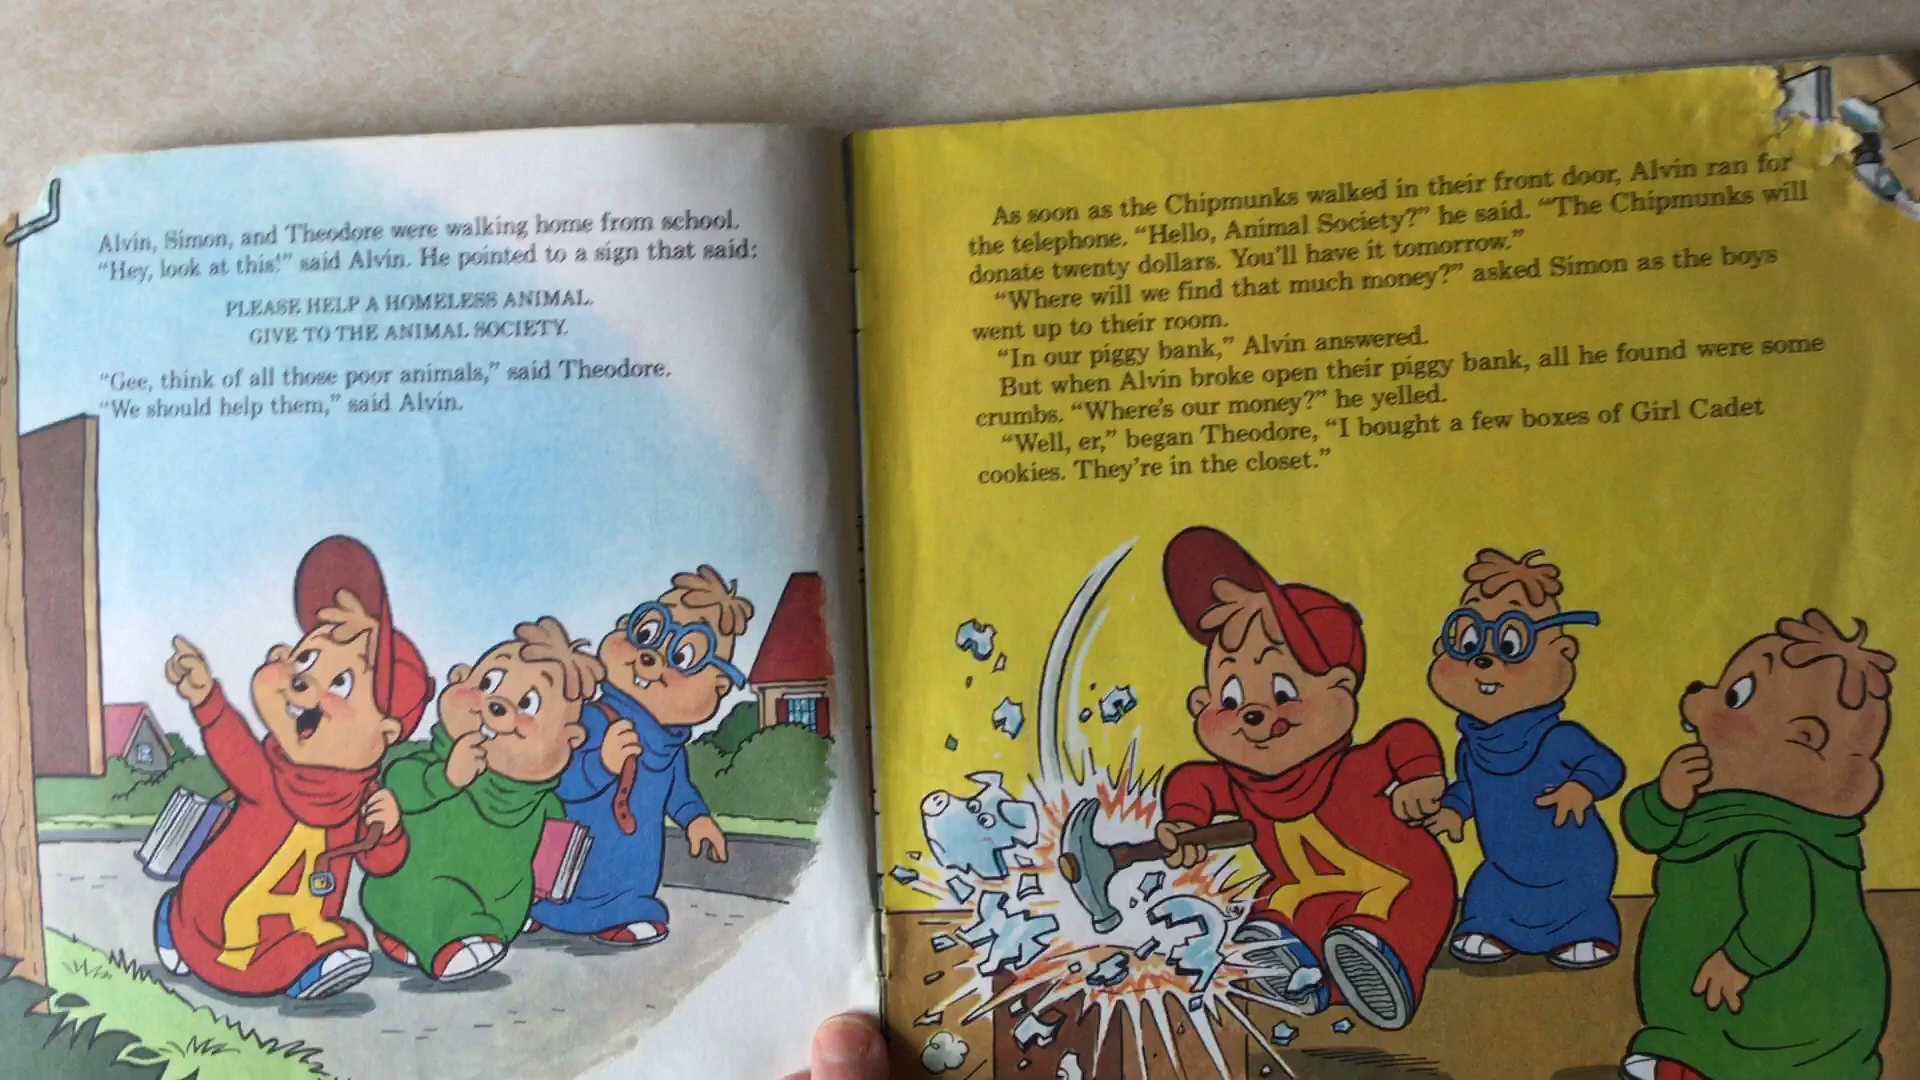 Alvin, Simon, and Theodore were walking home from school.
"Hey, look at this!" said Alvin. He pointed to a sign that said:
PLEASE HELP A HOMELESS ANIMAL.
GIVE TO THE ANIMAL SOCIETY.
"Gee, think of all those poor animals," said Theodore.
"We should help them," said Alvin.
As soon as the Chipmunks walked in their front door, Alvin ran for
the telephone. "Hello, Animal Society?" he said. "The Chipmunks will
donate twenty dollars. You'll have it tomorrow."
"Where will we find that much money?" asked Simon as the boys
went up to their room.
"In our piggy bank," Alvin answered.
But when Alvin broke open their piggy bank, all he found were some
crumbs. "Where's our money?" he yelled.
"Well, er," began Theodore, "I bought a few boxes of Girl Cadet
cookies. They're in the closet."
A
A